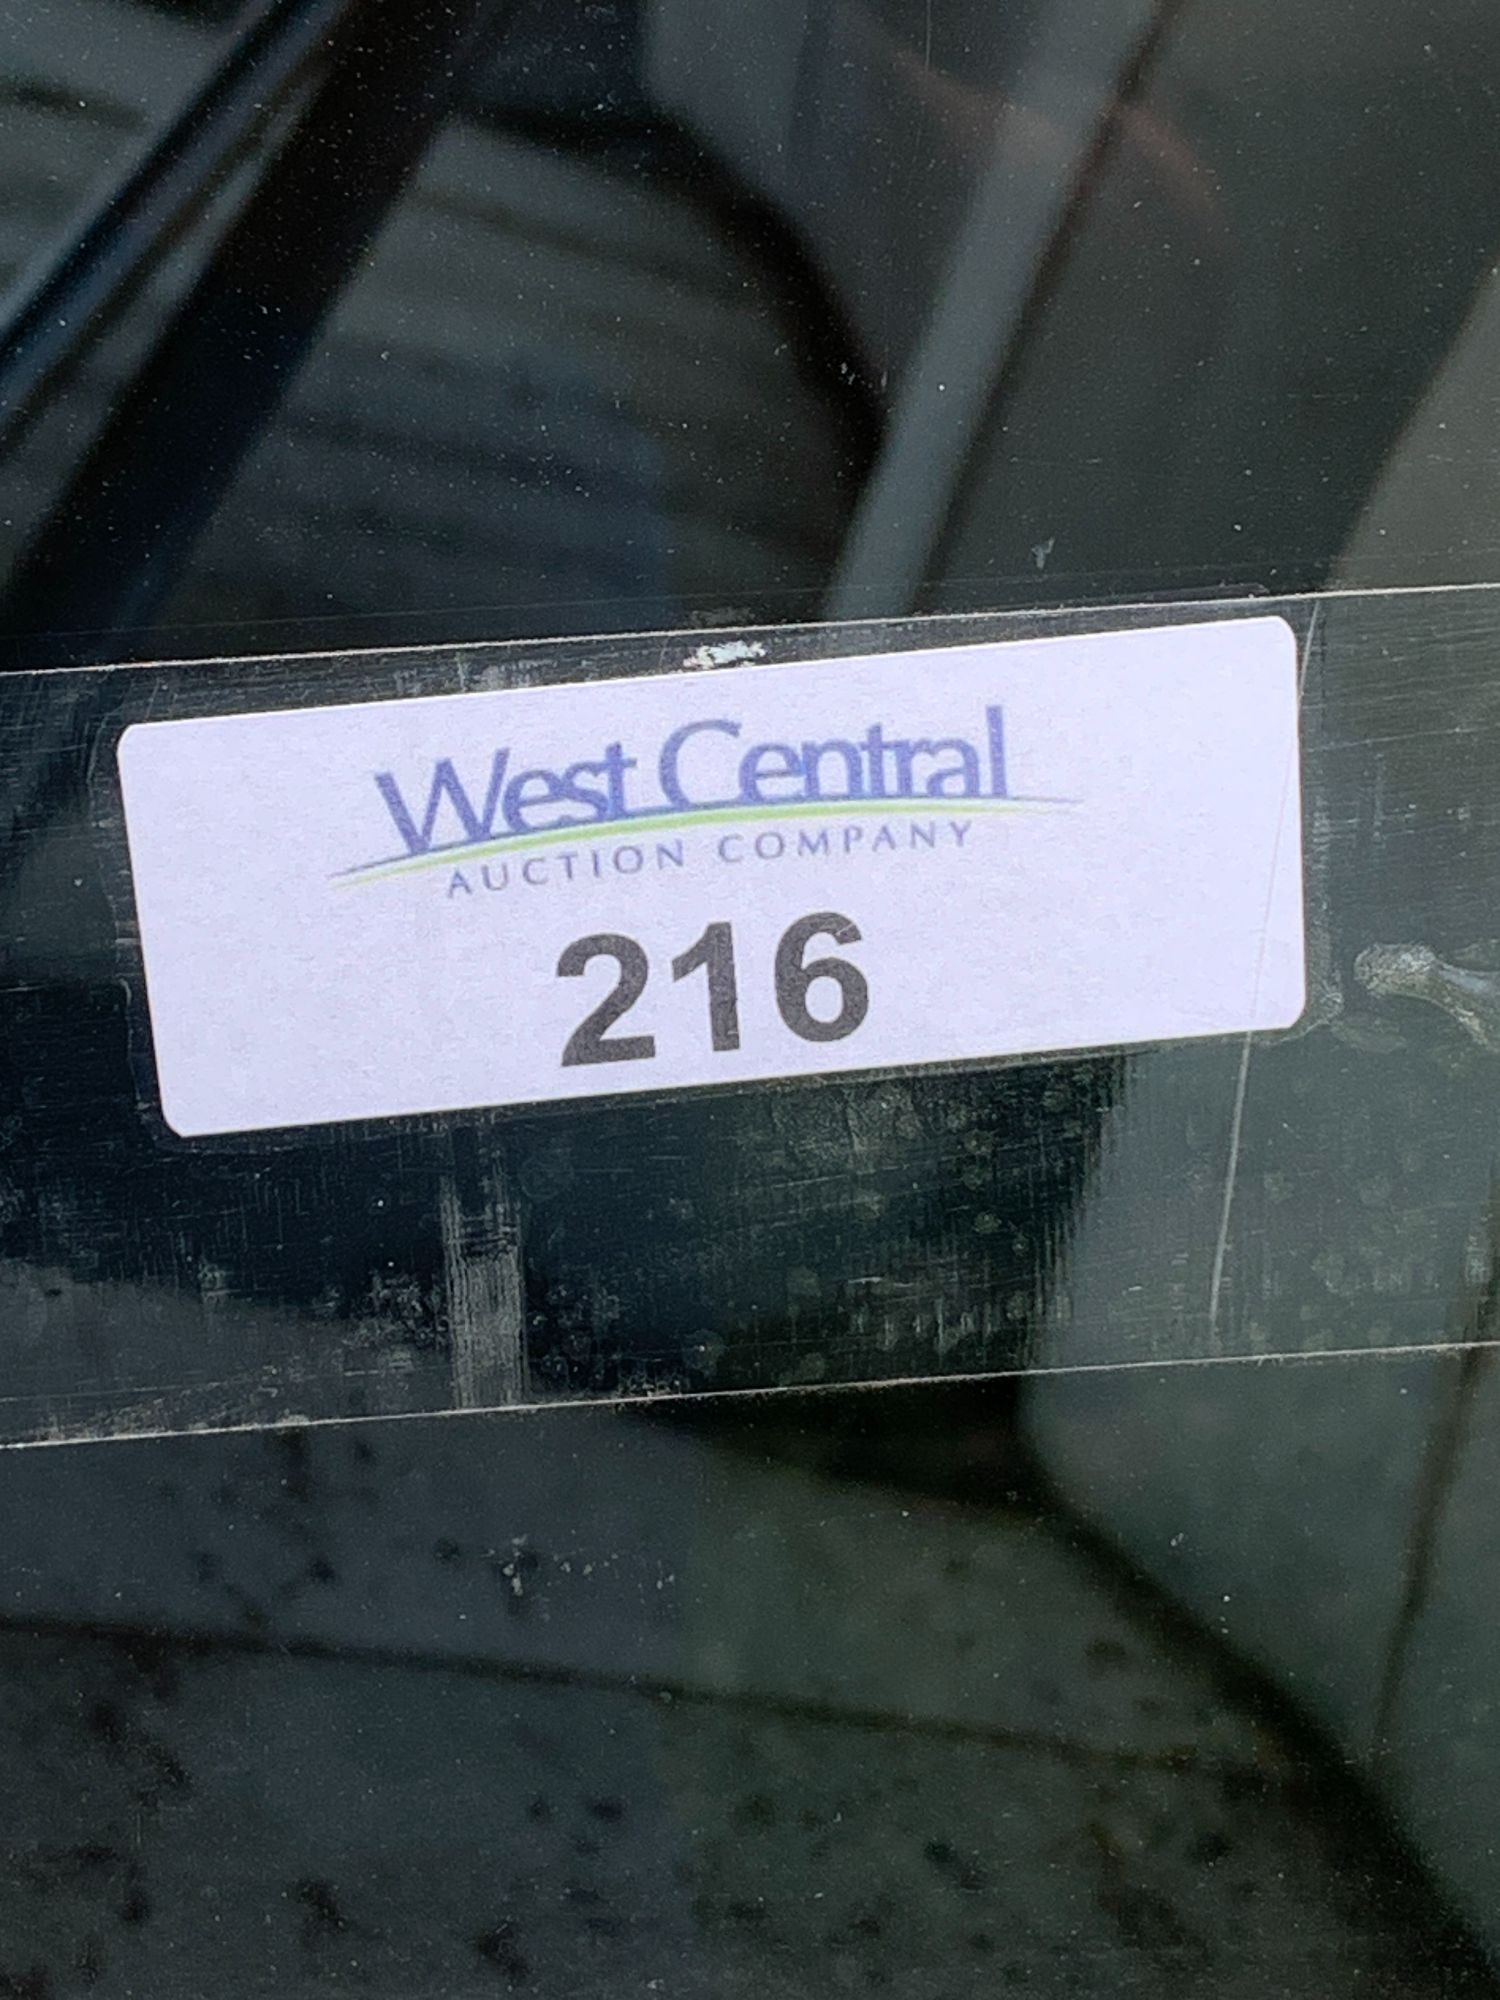 West Central
AUCTION COMPANY
216